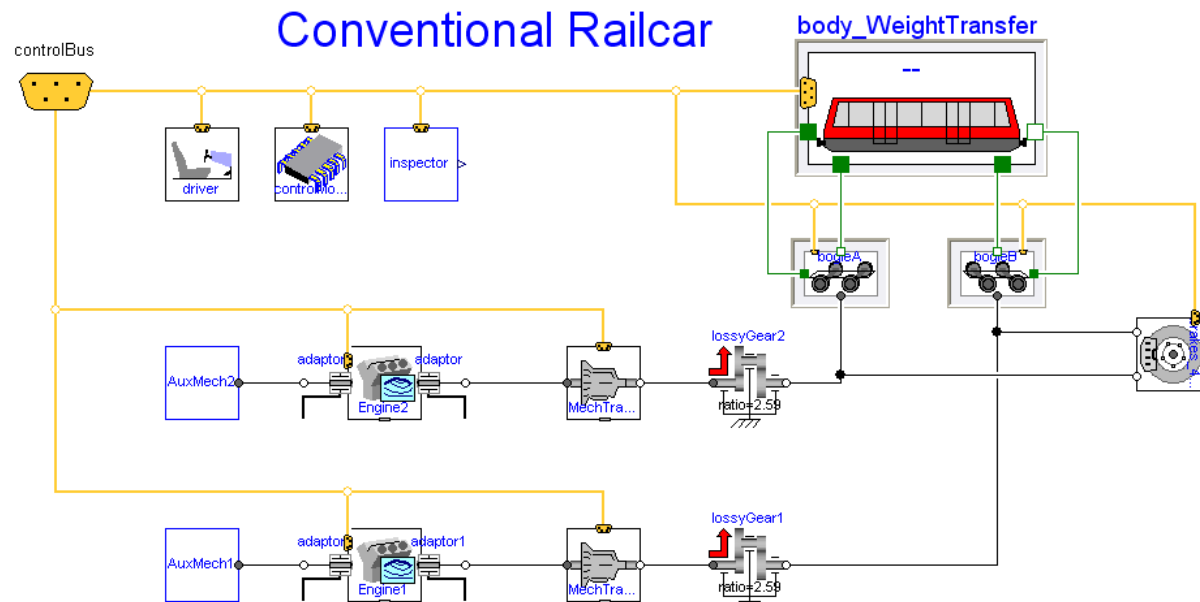 Conventional Railcar
controlBus
body_WeightTransfer
--
driver
controlMo...
inspector
bogieA
bogieB
lossyGear2
adaptor
adaptor
AuxMech2
Engine2
MechTra...
ratio=2.59
rakes_4
lossyGear1
adaptor
adaptor1
AuxMech1
Engine1
MechTra...
ratio=2.59